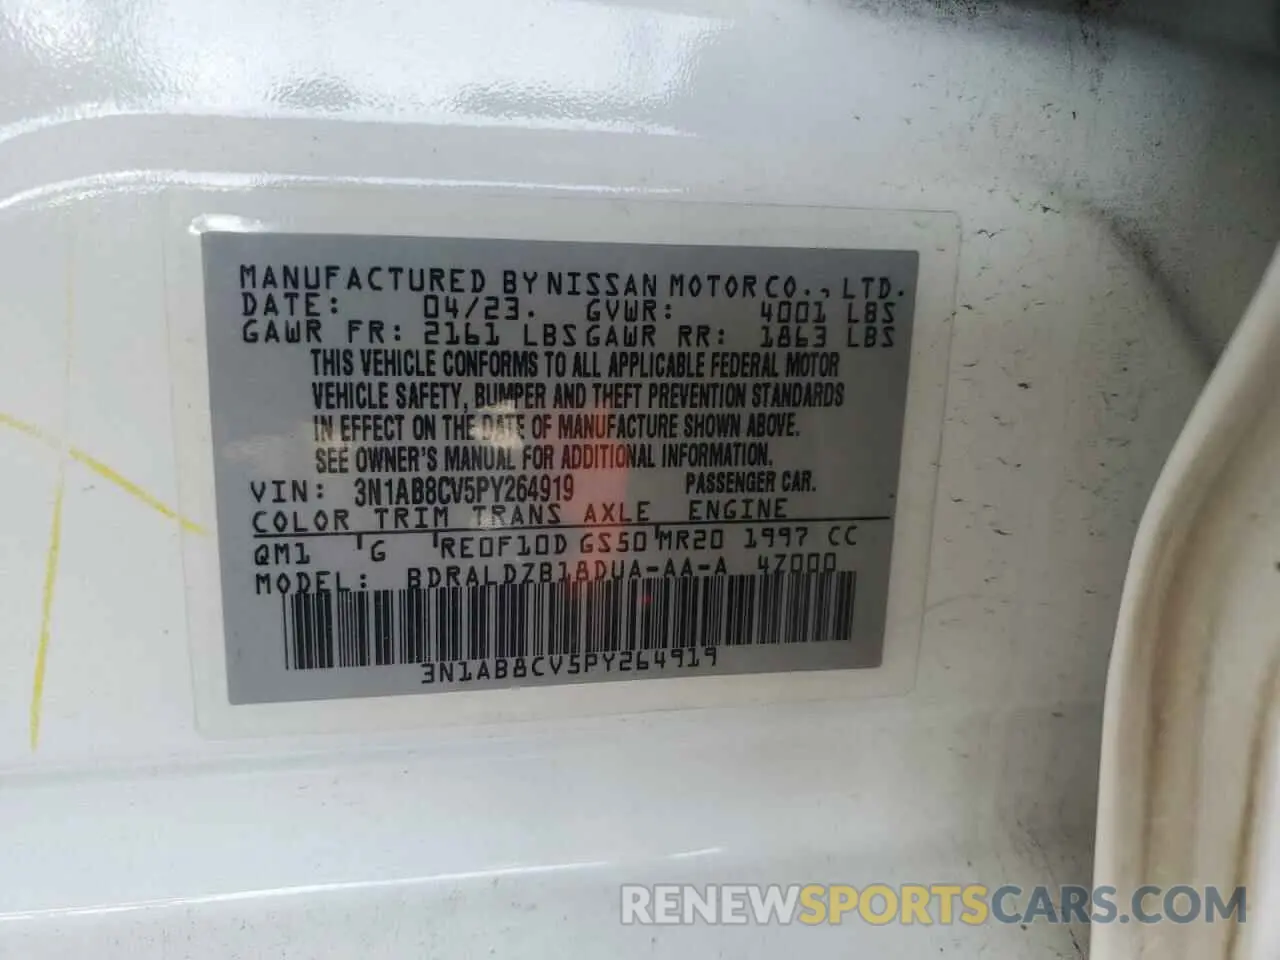 MANUFACTURED BY NISSAN MOTOR CO., LTD.
DATE: 04/23. GVWR: 4001 LBS
GAWR FR: 2161 LBS GAWR RR: 1863 LBS
THIS VEHICLE CONFORMS TO ALL APPLICABLE FEDERAL MOTOR
VEHICLE SAFETY, BUMPER AND THEFT PREVENTION STANDARDS
IN EFFECT ON THE DATE OF MANUFACTURE SHOWN ABOVE.
SEE OWNER'S MANUAL FOR ADDITIONAL INFORMATION.
VIN: 3N1AB8CV5PY264919 PASSENGER CAR.
COLOR TRIM TRANS AXLE ENGINE
QM1 'G 'RE0F10D GS50'MR20 1997 CC
MODEL: BDRALDZB18DUA-AA-A 47000
3N1AB8CV5PY264919
RENEWSPORTSCARS.COM